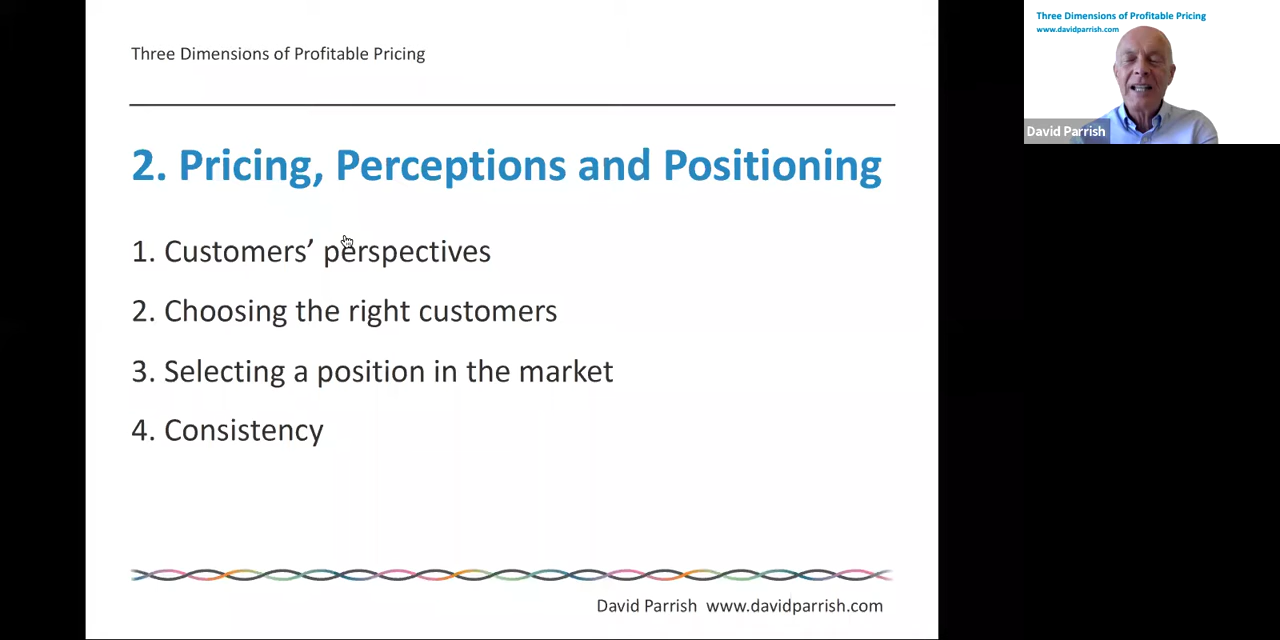 Three Dimensions of Profitable Pricing
2. Pricing, Perceptions and Positioning
1. Customers’ perspectives
2. Choosing the right customers
3. Selecting a position in the market
4. Consistency
David Parrish www.davidparrish.com
Three Dimensions of Profitable Pricing
www.davidparrish.com
David Parrish